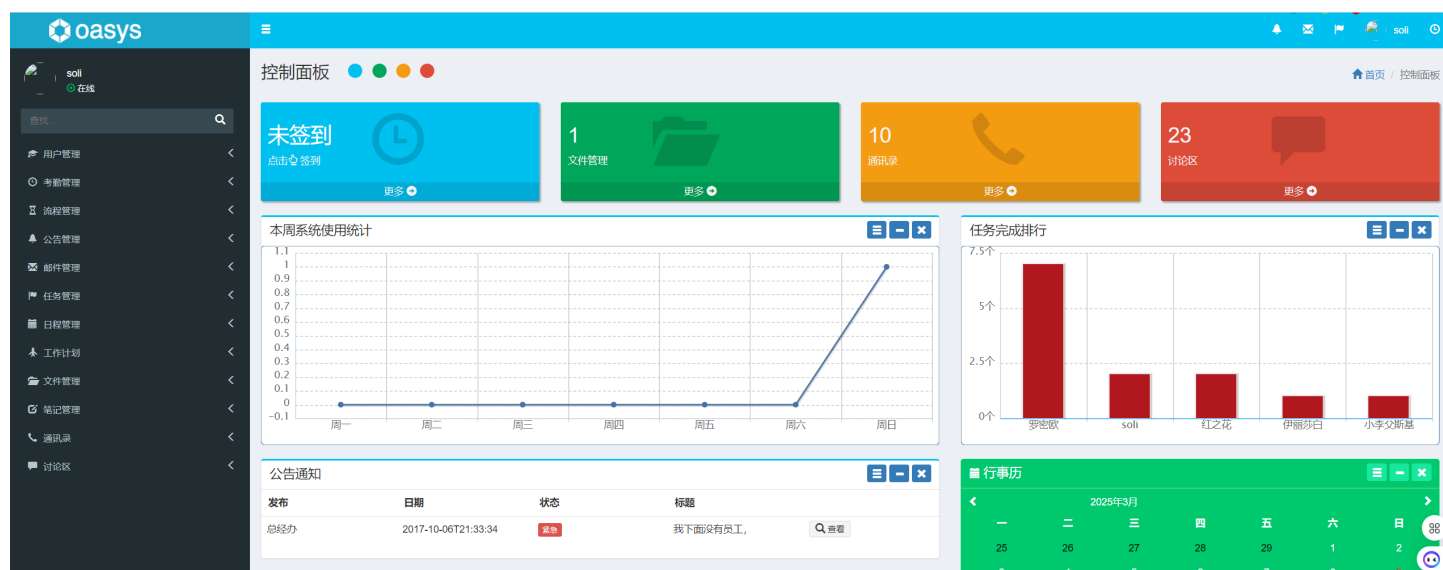 oasys
soli
控制面板
首页 / 控制面板
soli
在线
查找...
用户管理
考勤管理
流程管理
公告管理
邮件管理
任务管理
日程管理
工作计划
文件管理
笔记管理
通讯录
讨论区
未签到
点击 签到
更多
1
文件管理
更多
10
通讯录
更多
23
讨论区
更多
本周系统使用统计
1.1
1
0.9
0.8
0.7
0.6
0.5
0.4
0.3
0.2
0.1
0
-0.1
周一 周二 周三 周四 周五 周六 周日
任务完成排行
7.5个
5个
2.5个
0个
罗密欧 soli 红之花 伊丽莎白 小李父斯基
公告通知
发布 日期 状态 标题
总经办 2017-10-06T21:33:34 紧急 我下面没有员工, 查看
行事历
2025年3月
一 二 三 四 五 六 日
25 26 27 28 29 1 2